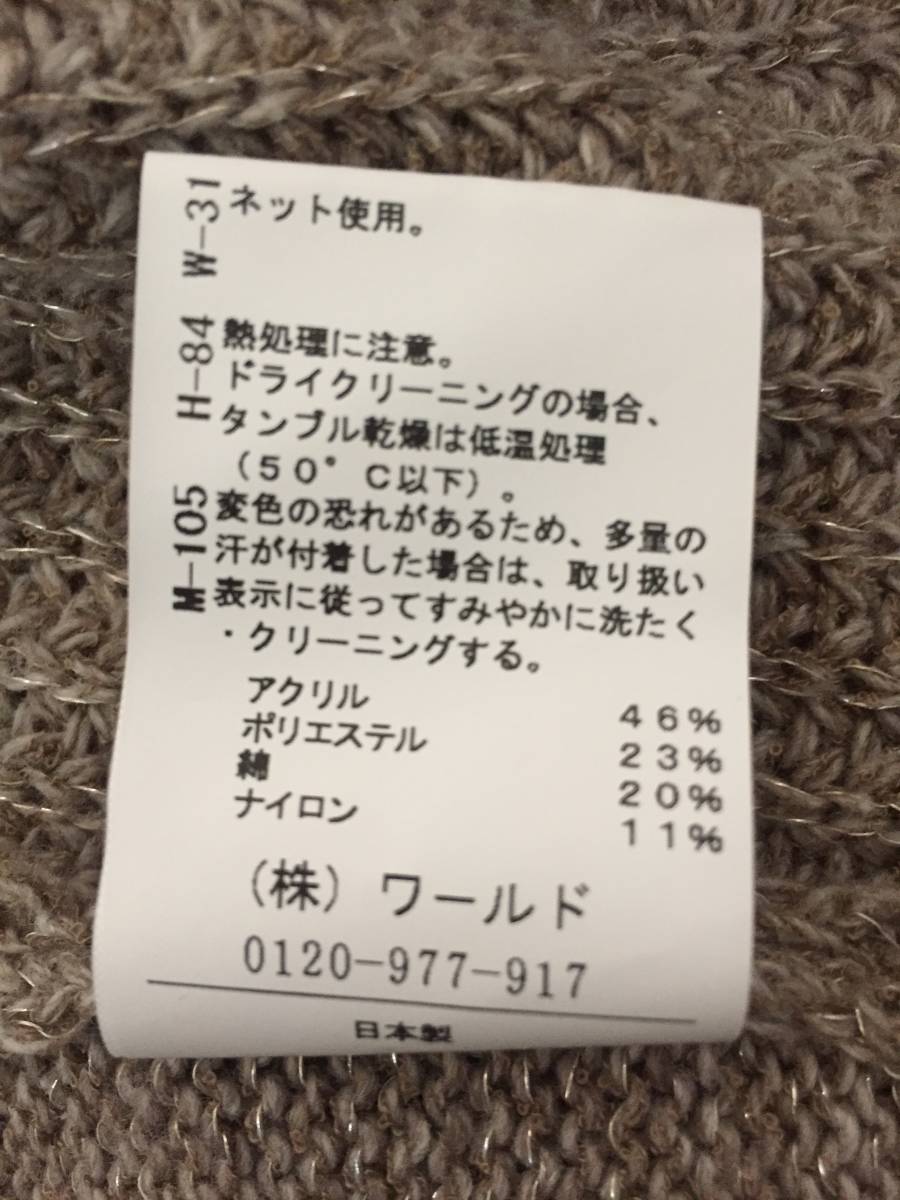 ネット使用。
熱処理に注意。
ドライクリーニングの場合、
タンブル乾燥は低温処理
（５０°Ｃ以下）。
変色の恐れがあるため、多量の
汗が付着した場合は、取り扱い
表示に従ってすみやかに洗たく
・クリーニングする。
アクリル ４６％
ポリエステル ２３％
綿 ２０％
ナイロン １１％
（株）ワールド
0120-977-917
日本製
M-105 H-84 W-31